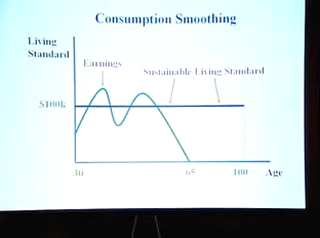 Consumption Smoothing
Living
Standard
Earnings
Sustainable Living Standard
$100k
30
65
100
Age